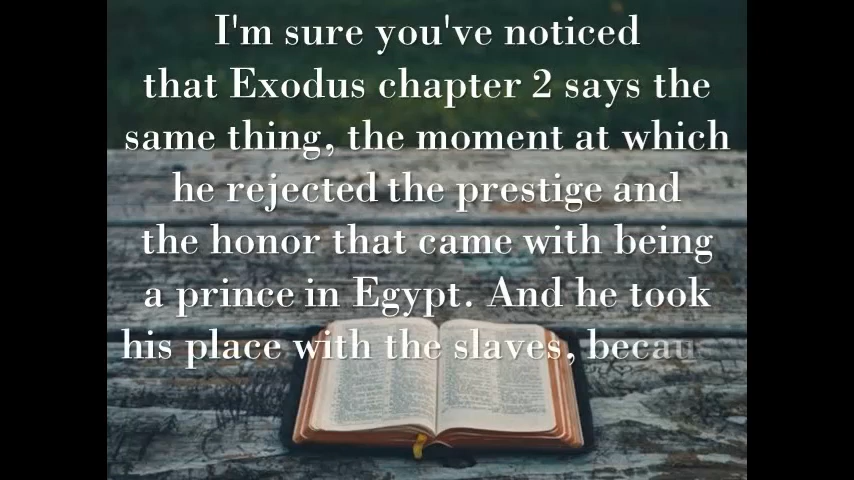 I'm sure you've noticed
that Exodus chapter 2 says the
same thing, the moment at which
he rejected the prestige and
the honor that came with being
a prince in Egypt. And he took
his place with the slaves, becau